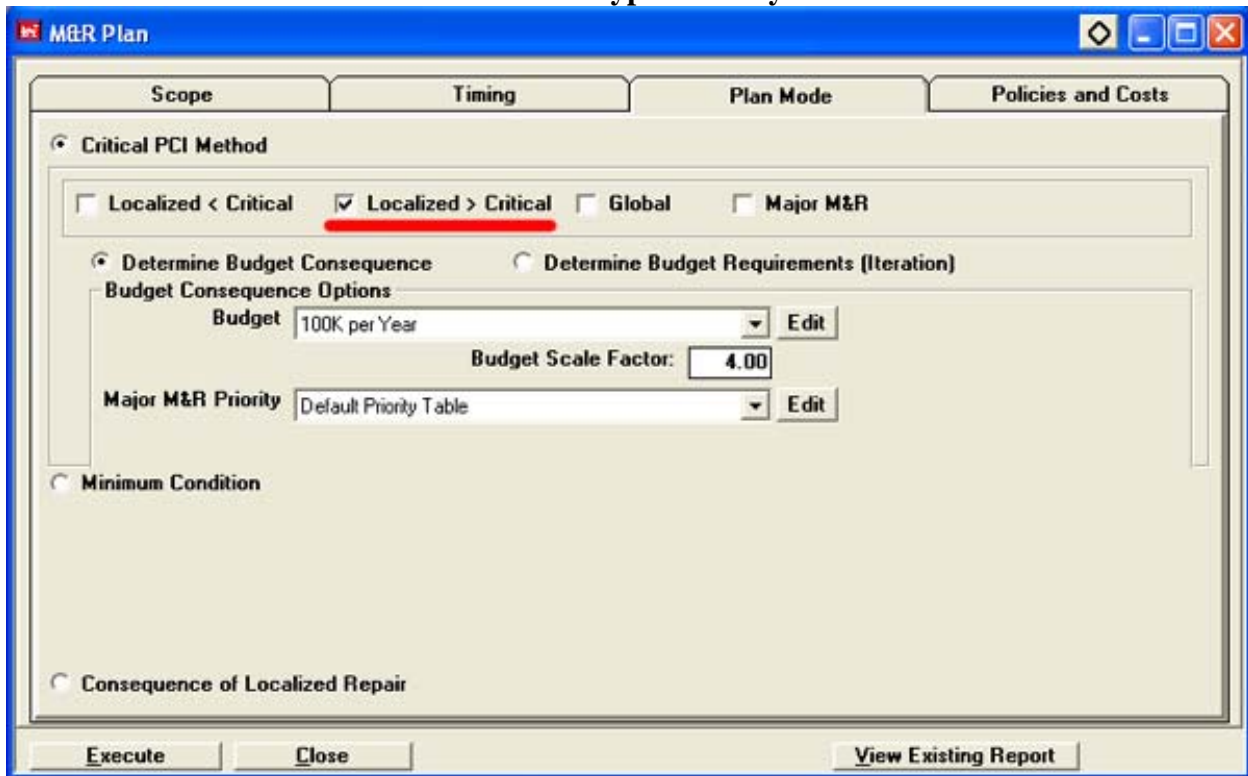 M&R Plan
Scope Timing Plan Mode Policies and Costs
Critical PCI Method
Localized < Critical Localized > Critical Global Major M&R
Determine Budget Consequence Determine Budget Requirements (Iteration)
Budget Consequence Options
Budget 100K per Year Edit
Budget Scale Factor: 4.00
Major M&R Priority Default Priority Table Edit
Minimum Condition
Consequence of Localized Repair
Execute Close View Existing Report